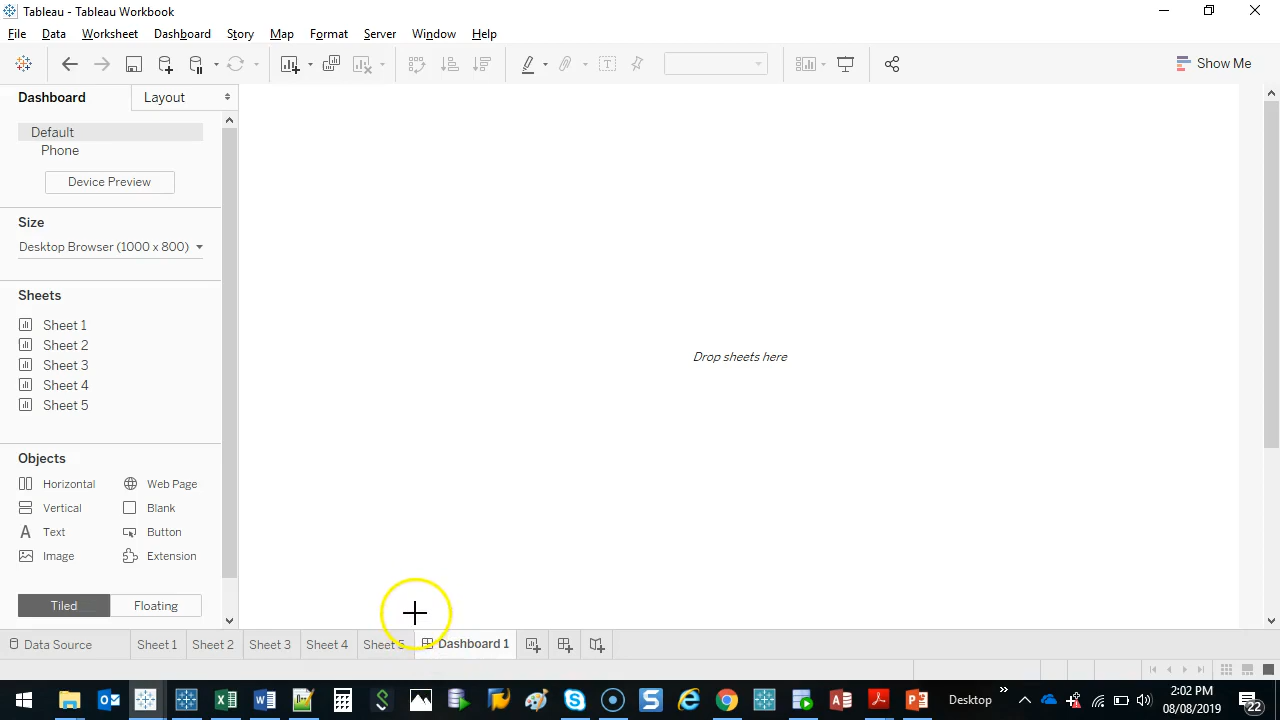 Tableau - Tableau Workbook
File Data Worksheet Dashboard Story Map Format Server Window Help
Show Me
Dashboard Layout
Default
Phone
Device Preview
Size
Desktop Browser (1000 x 800)
Sheets
Sheet 1
Sheet 2
Sheet 3
Sheet 4
Sheet 5
Drop sheets here
Objects
Horizontal Web Page
Vertical Blank
Text Button
Image Extension
Tiled Floating
Data Source Sheet 1 Sheet 2 Sheet 3 Sheet 4 Sheet 5 Dashboard 1
Desktop
2:02 PM
08/08/2019
22